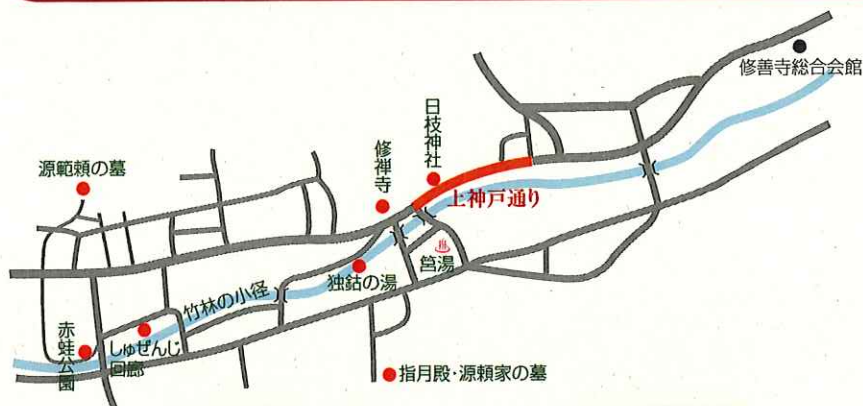 修善寺総合会館
日枝神社
修禅寺
源範頼の墓
上神戸通り
筥湯
独鈷の湯
竹林の小径
赤蛙公園
しゅぜんじ
回廊
指月殿・源頼家の墓